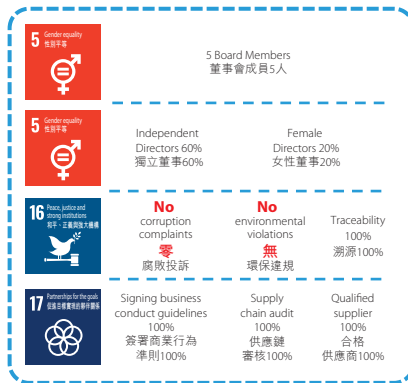 5 Gender equality
性別平等
5 Board Members
董事會成員5人
5 Gender equality
性別平等
Independent
Directors 60%
獨立董事60%
Female
Directors 20%
女性董事20%
16 Peace, justice and
strong institutions
和平、正義與強大機構
No
corruption
complaints
零
腐敗投訴
No
environmental
violations
無
環保違規
Traceability
100%
溯源100%
17 Partnerships for the goals
促進目標實現的夥伴關係
Signing business
conduct guidelines
100%
簽署商業行為
準則100%
Supply
chain audit
100%
供應鏈
審核100%
Qualified
supplier
100%
合格
供應商100%